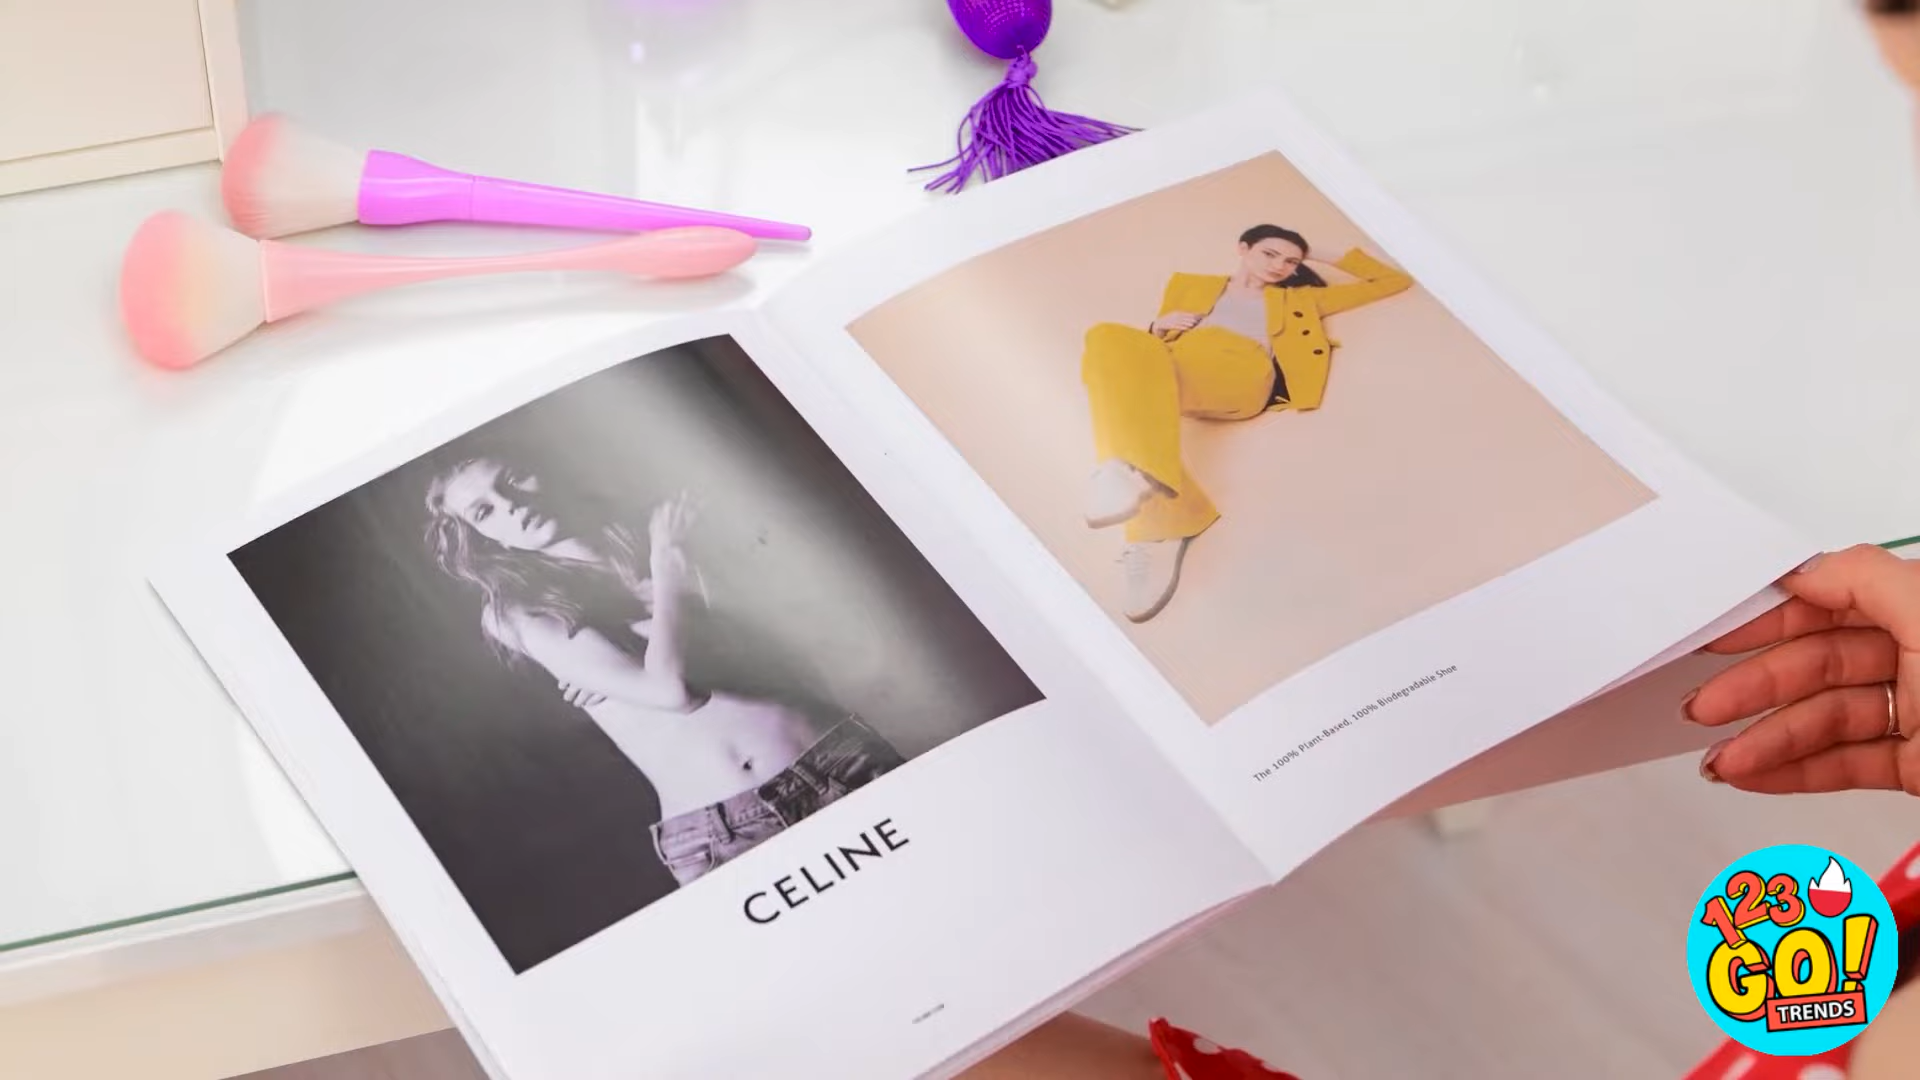 CELINE
The 100% Plant-Based, 100% Biodegradable Shoe
123
GO!
TRENDS